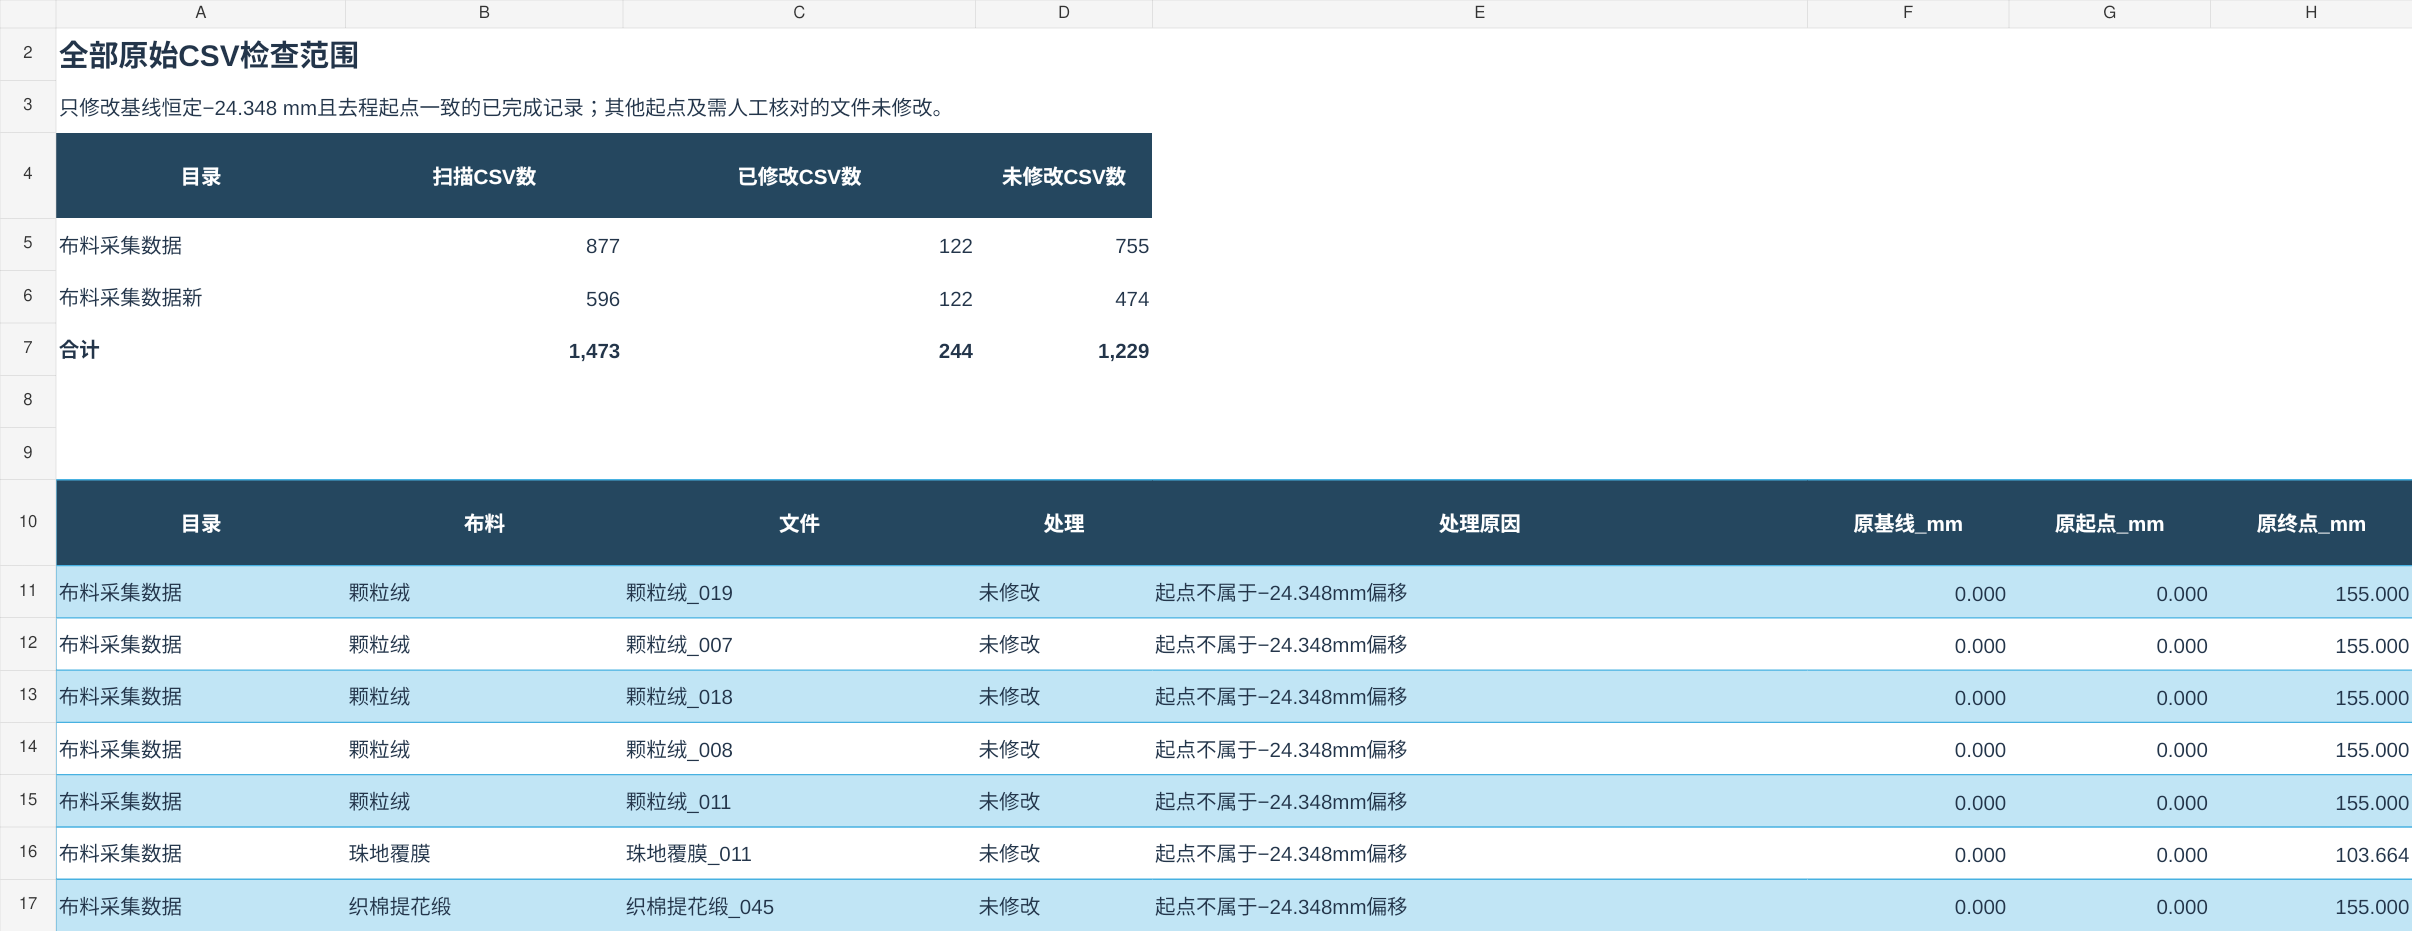 A B C D E F G H
2 全部原始CSV检查范围
3 只修改基线恒定−24.348 mm且去程起点一致的已完成记录；其他起点及需人工核对的文件未修改。
4 目录 扫描CSV数 已修改CSV数 未修改CSV数
5 布料采集数据 877 122 755
6 布料采集数据新 596 122 474
7 合计 1,473 244 1,229
8
9
10 目录 布料 文件 处理 处理原因 原基线_mm 原起点_mm 原终点_mm
11 布料采集数据 颗粒绒 颗粒绒_019 未修改 起点不属于−24.348mm偏移 0.000 0.000 155.000
12 布料采集数据 颗粒绒 颗粒绒_007 未修改 起点不属于−24.348mm偏移 0.000 0.000 155.000
13 布料采集数据 颗粒绒 颗粒绒_018 未修改 起点不属于−24.348mm偏移 0.000 0.000 155.000
14 布料采集数据 颗粒绒 颗粒绒_008 未修改 起点不属于−24.348mm偏移 0.000 0.000 155.000
15 布料采集数据 颗粒绒 颗粒绒_011 未修改 起点不属于−24.348mm偏移 0.000 0.000 155.000
16 布料采集数据 珠地覆膜 珠地覆膜_011 未修改 起点不属于−24.348mm偏移 0.000 0.000 103.664
17 布料采集数据 织棉提花缎 织棉提花缎_045 未修改 起点不属于−24.348mm偏移 0.000 0.000 155.000